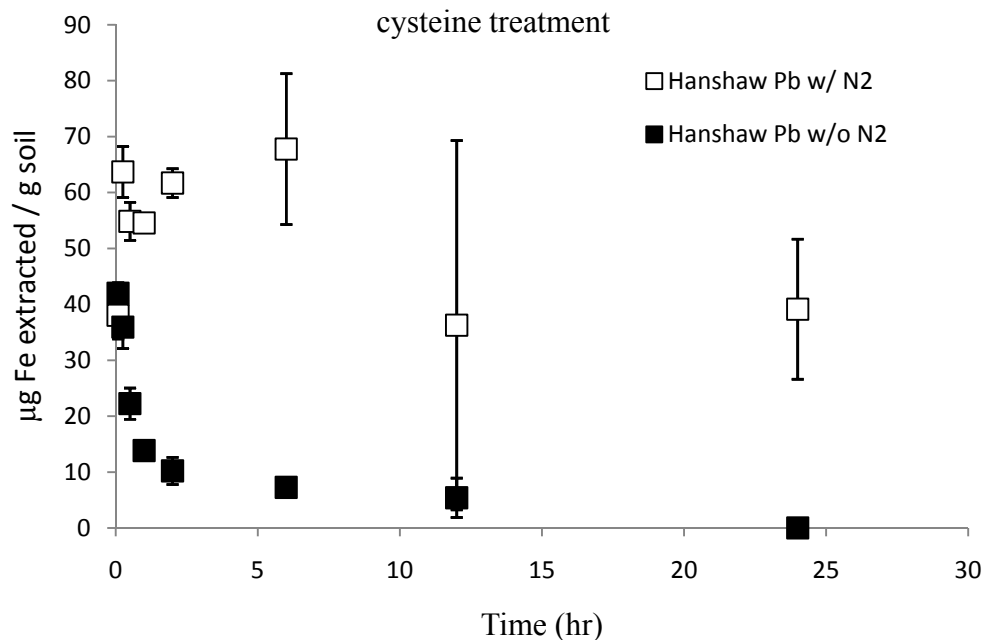 cysteine treatment
90
80
70
60
50
40
30
20
10
0
µg Fe extracted / g soil
Hanshaw Pb w/ N2
Hanshaw Pb w/o N2
0 5 10 15 20 25 30
Time (hr)